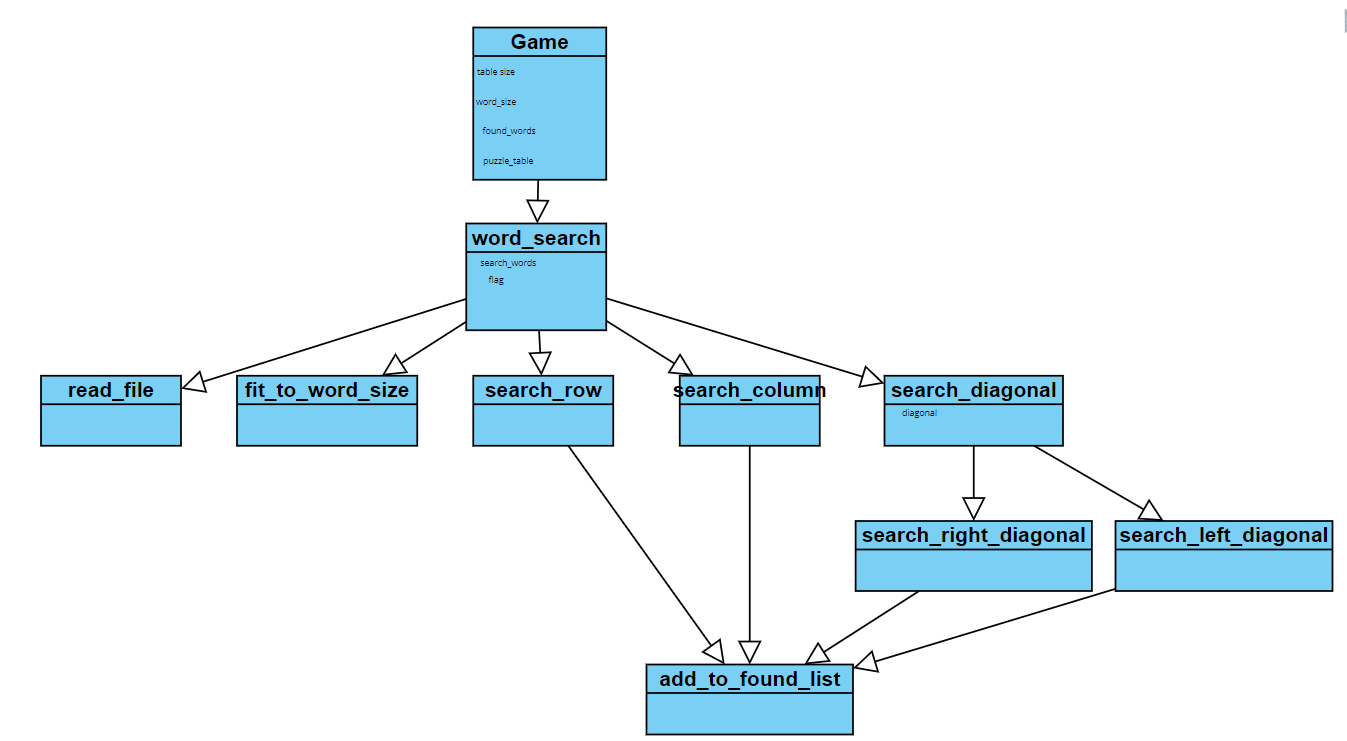 Game
table size
word_size
found_words
puzzle_table
word_search
search_words
flag
read_file
fit_to_word_size
search_row
search_column
search_diagonal
diagonal
search_right_diagonal
search_left_diagonal
add_to_found_list